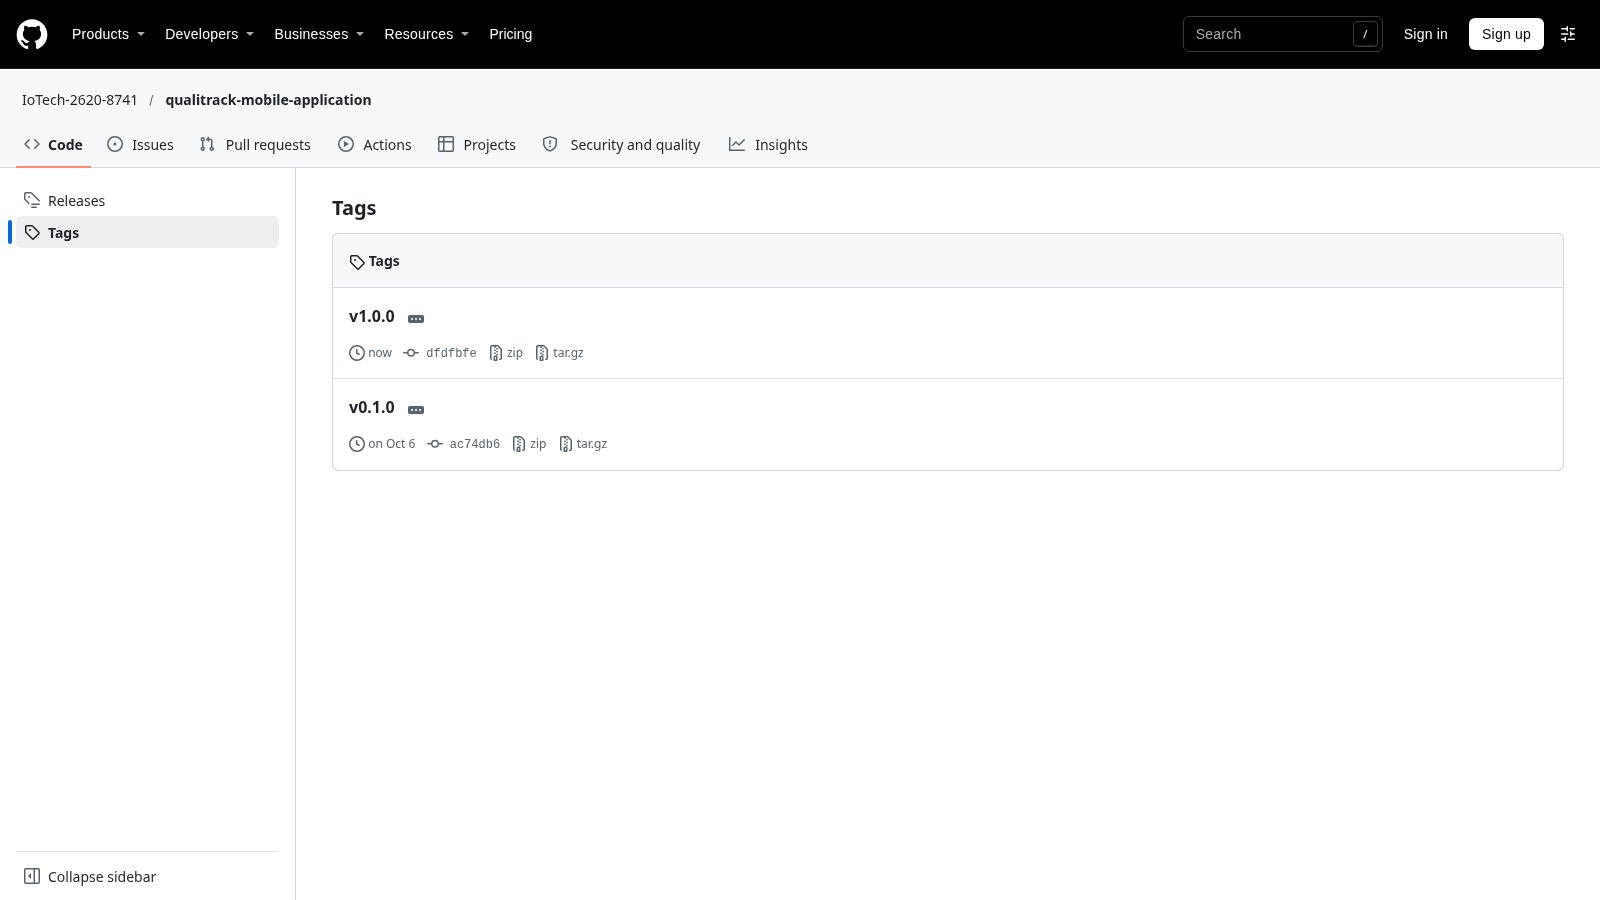 Products Developers Businesses Resources Pricing Search / Sign in Sign up
IoTech-2620-8741 / qualitrack-mobile-application
Code Issues Pull requests Actions Projects Security and quality Insights
Releases
Tags
Collapse sidebar
Tags
Tags
v1.0.0
now dfdfbfe zip tar.gz
v0.1.0
on Oct 6 ac74db6 zip tar.gz